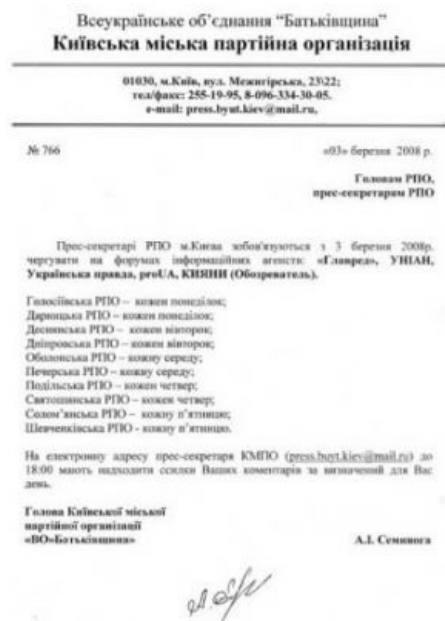 Всеукраїнське об’єднання “Батьківщина”
Київська міська партійна організація
01030, м.Київ, вул. Межигірська, 23\22;
тел/факс: 255-19-95, 8-096-334-30-05.
e-mail: press.byut.kiev@mail.ru,
№ 766 «03» березня 2008 р.
Головам РПО,
прес-секретарям РПО
Прес-секретарі РПО м.Києва зобов'язуються з 3 березня 2008р.
чергувати на форумах інформаційних агенств: «Главред», УНІАН,
Українська правда, proUA, КИЯНИ (Обозреватель).
Голосіївська РПО – кожен понеділок;
Дарницька РПО – кожен понеділок;
Деснянська РПО – кожен вівторок;
Дніпровська РПО – кожен вівторок;
Оболонська РПО – кожну середу;
Печерська РПО – кожну середу;
Подільська РПО – кожен четвер;
Святошинська РПО – кожен четвер;
Солом’янська РПО – кожну п’ятницю;
Шевченківська РПО - кожну п’ятницю.
На електронну адресу прес-секретаря КМПО (press.buyt.kiev@mail.ru) до
18:00 мають надходити ссилки Ваших коментарів за визначений для Вас
день.
Голова Київської міської
партійної організації
«ВО»Батьківщина» А.І. Семинога